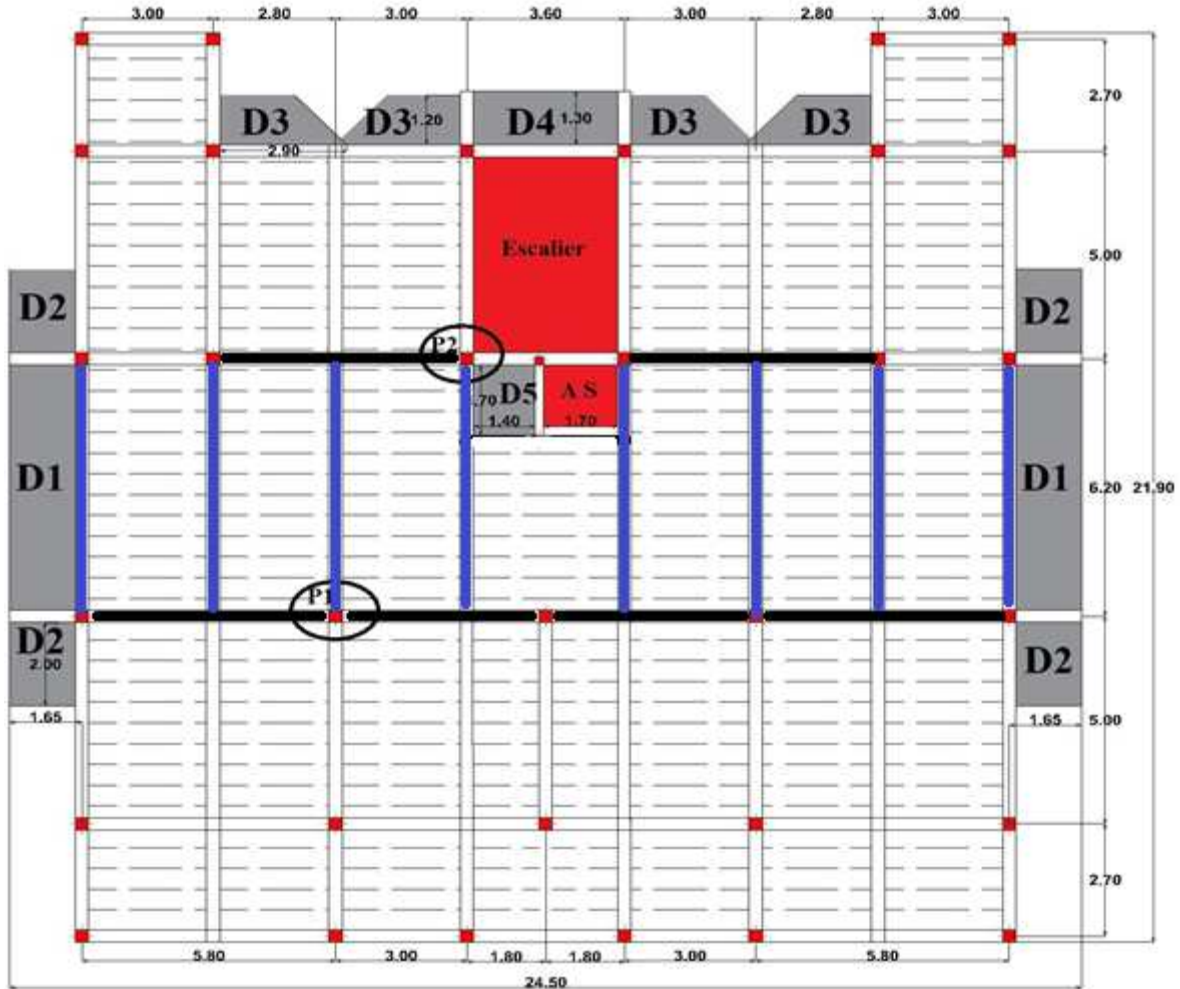 3.00 2.80 3.00 3.60 3.00 2.80 3.00
2.70
D3 D3 1.20 D4 1.30 D3 D3
2.90
Escalier
5.00
D2 D2
P2
.70 D5 A S
1.40 1.70
D1 D1
6.20 21.90
P1
D2 D2
2.00
1.65 1.65 5.00
2.70
5.80 3.00 1.80 1.80 3.00 5.80
24.50